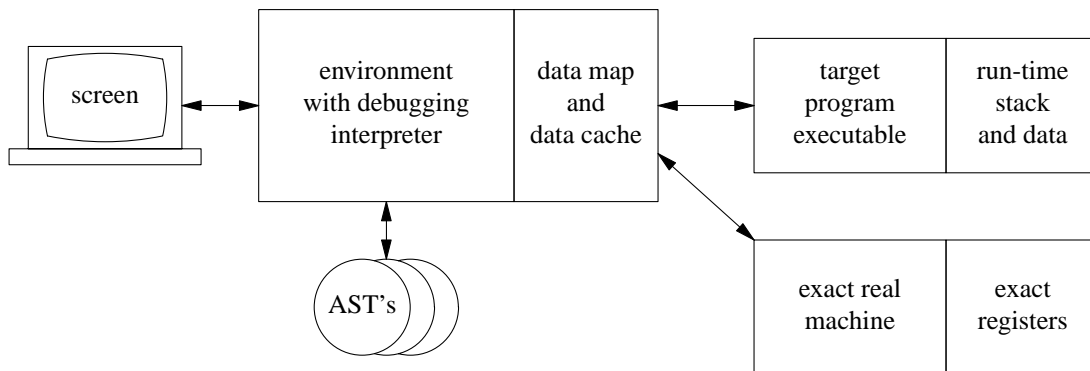 screen
environment
with debugging
interpreter
data map
and
data cache
target
program
executable
run-time
stack
and data
AST's
exact real
machine
exact
registers